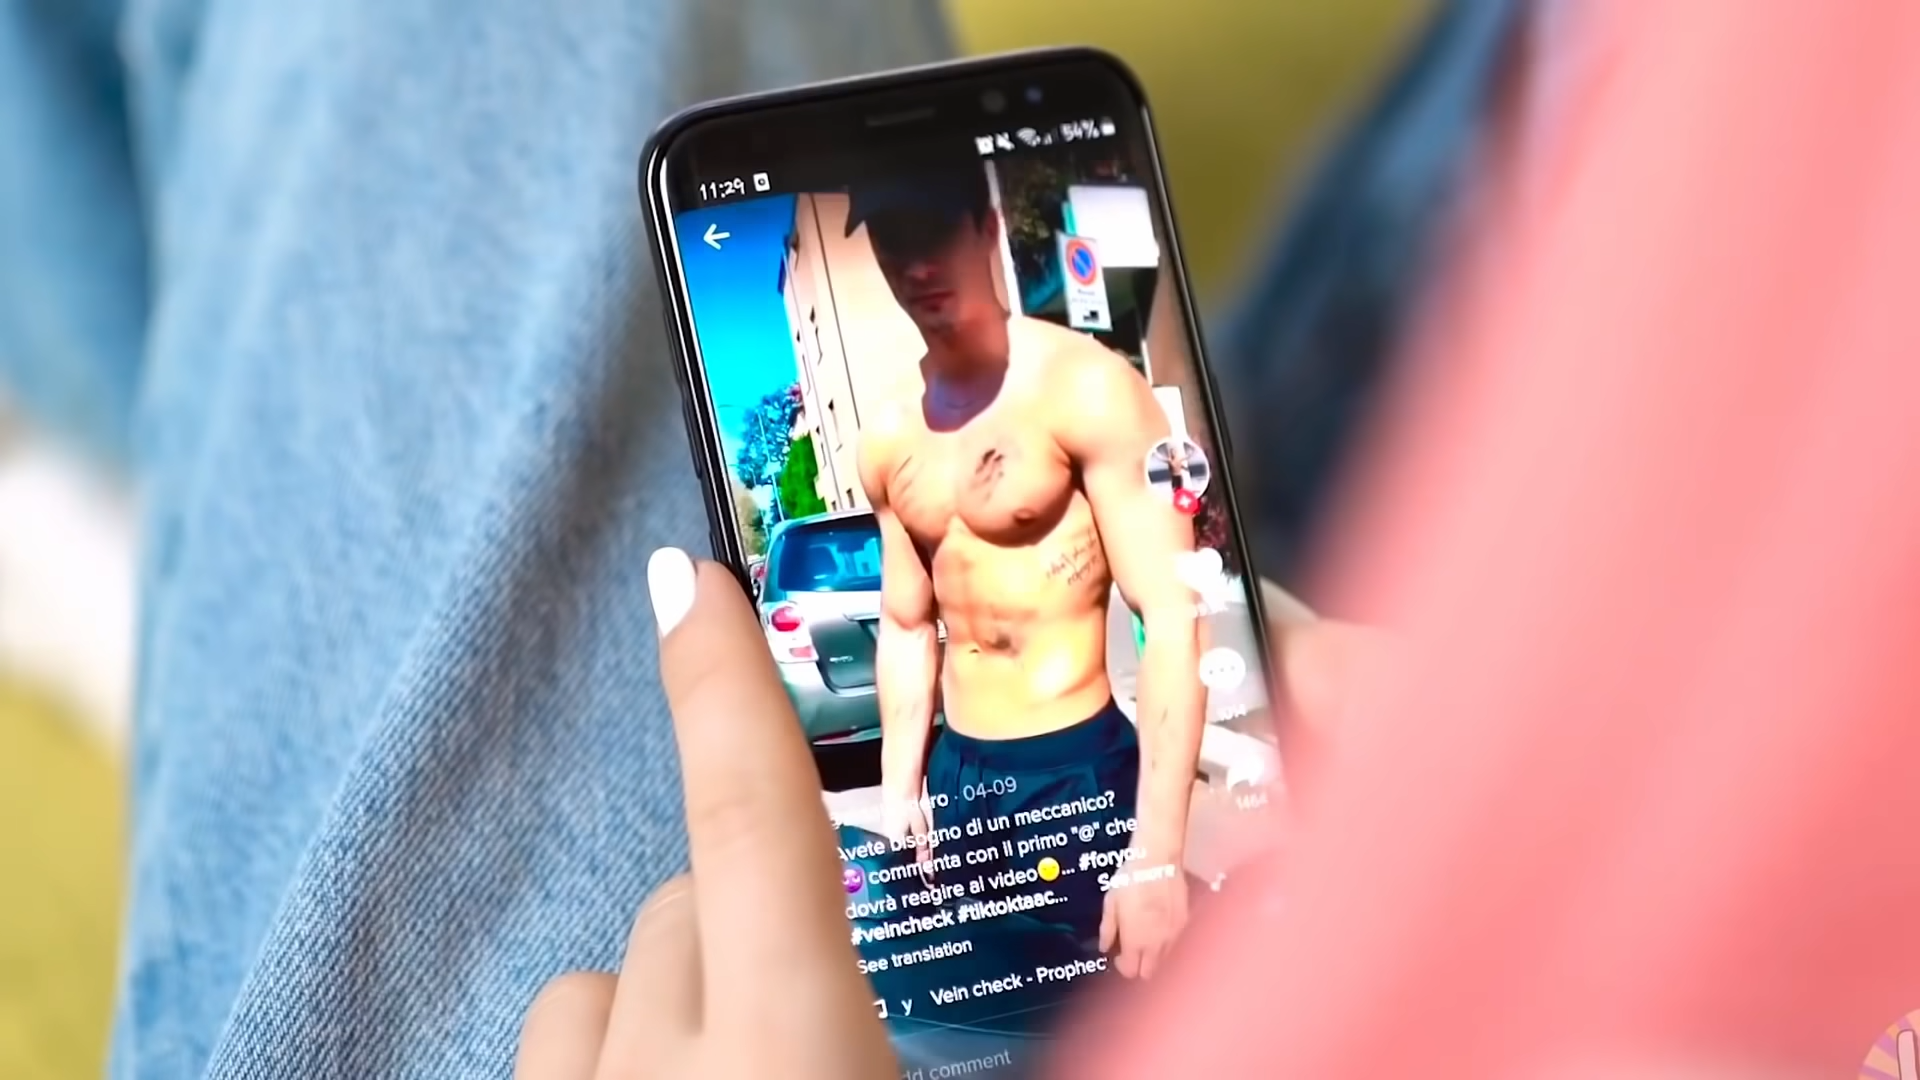 11:29
54%
04-09
Avete bisogno di un meccanico?
commenta con il primo "@" che
dovrà reagire al video ... #foryou
See more
#veincheck #tiktoktaac...
See translation
y Vein check - Prophec
1464
comment